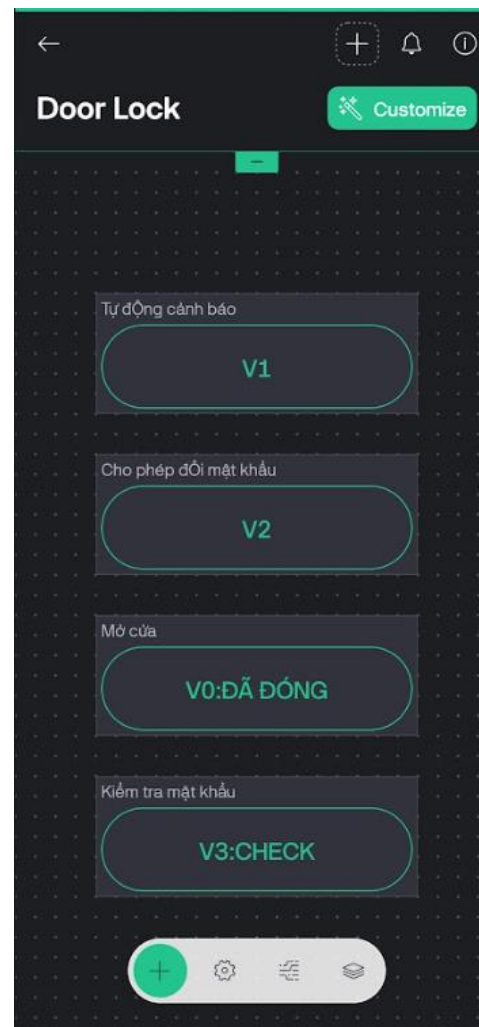 Door Lock
Customize
Tự động cảnh báo
V1
Cho phép đổi mật khẩu
V2
Mở cửa
V0:ĐÃ ĐÓNG
Kiểm tra mật khẩu
V3:CHECK